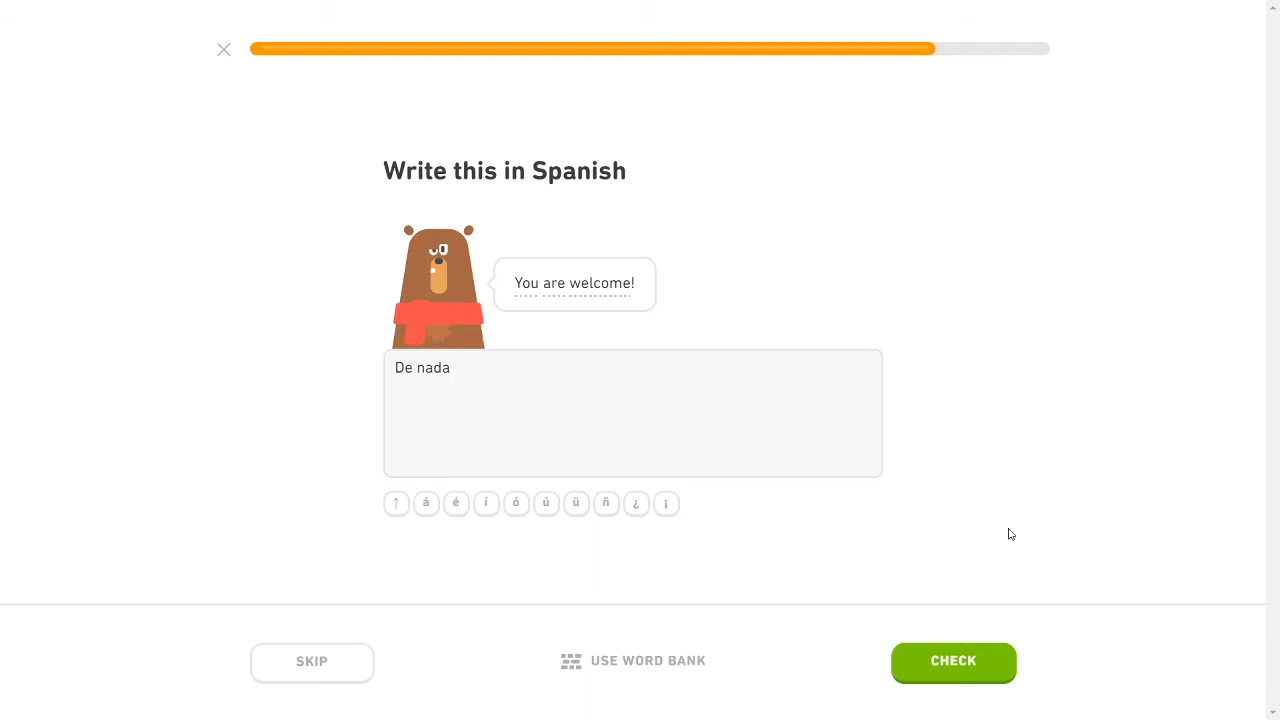 Write this in Spanish
You are welcome!
De nada
↑ á é í ó ú ü ñ ¿ ¡
SKIP
USE WORD BANK
CHECK